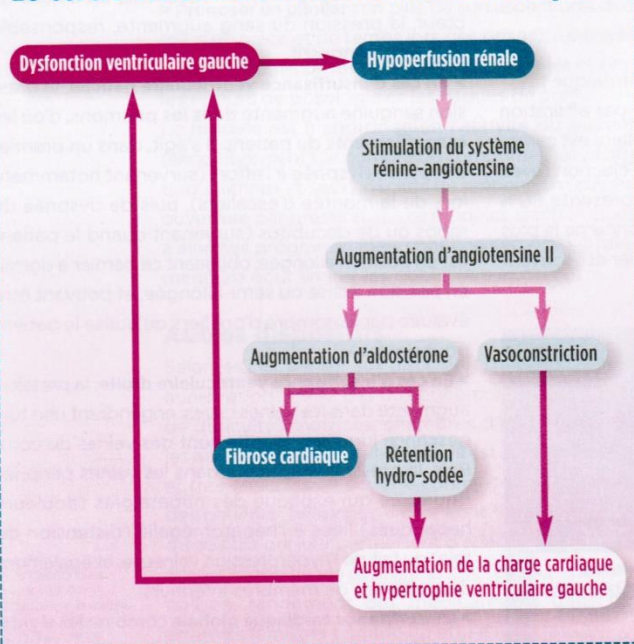 Dysfonction ventriculaire gauche
Hypoperfusion rénale
Stimulation du système
rénine-angiotensine
Augmentation d'angiotensine II
Augmentation d'aldostérone
Vasoconstriction
Fibrose cardiaque
Rétention
hydro-sodée
Augmentation de la charge cardiaque
et hypertrophie ventriculaire gauche